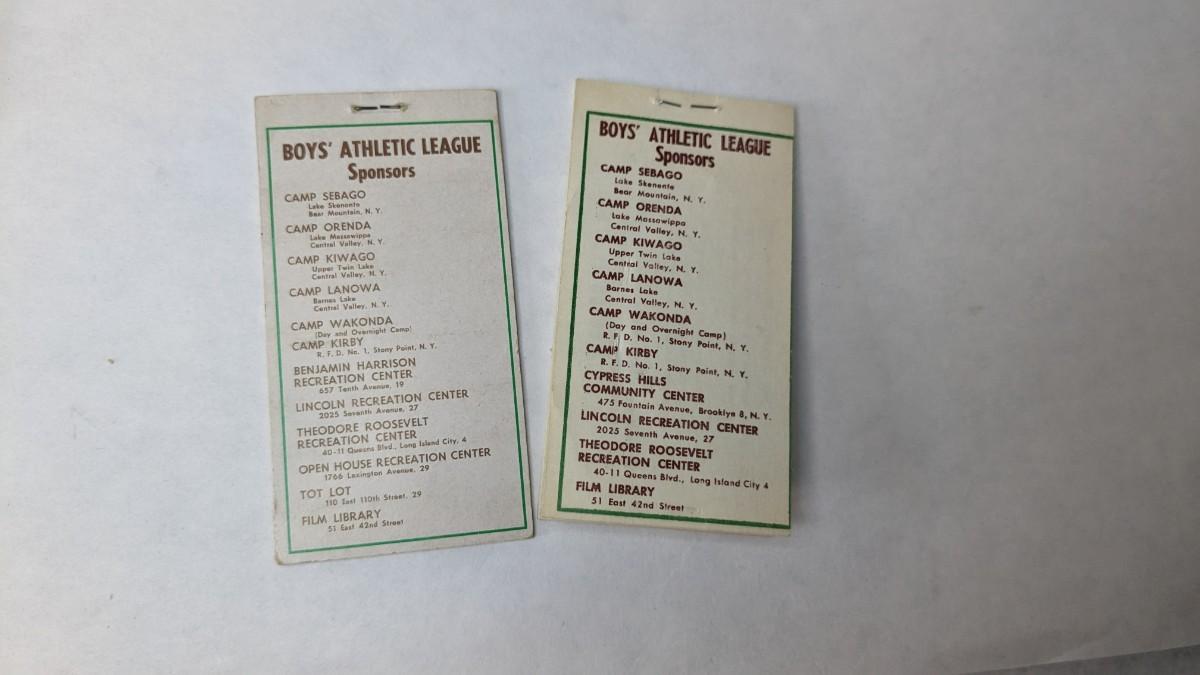 BOYS' ATHLETIC LEAGUE
Sponsors
CAMP SEBAGO
Lake Skenonto
Bear Mountain, N. Y.
CAMP ORENDA
Lake Massawippa
Central Valley, N. Y.
CAMP KIWAGO
Upper Twin Lake
Central Valley, N. Y.
CAMP LANOWA
Barnes Lake
Central Valley, N. Y.
CAMP WAKONDA
(Day and Overnight Camp)
CAMP KIRBY
R. F. D. No. 1, Stony Point, N. Y.
BENJAMIN HARRISON
RECREATION CENTER
657 Tenth Avenue, 19
LINCOLN RECREATION CENTER
2025 Seventh Avenue, 27
THEODORE ROOSEVELT
RECREATION CENTER
40-11 Queens Blvd., Long Island City, 4
OPEN HOUSE RECREATION CENTER
1766 Lexington Avenue, 29
TOT LOT
110 East 110th Street, 29
FILM LIBRARY
51 East 42nd Street
BOYS' ATHLETIC LEAGUE
Sponsors
CAMP SEBAGO
Lake Skenonto
Bear Mountain, N. Y.
CAMP ORENDA
Lake Massawippa
Central Valley, N. Y.
CAMP KIWAGO
Upper Twin Lake
Central Valley, N. Y.
CAMP LANOWA
Barnes Lake
Central Valley, N. Y.
CAMP WAKONDA
(Day and Overnight Camp)
R. F. D. No. 1, Stony Point, N. Y.
CAMP KIRBY
R. F. D. No. 1, Stony Point, N. Y.
CYPRESS HILLS
COMMUNITY CENTER
475 Fountain Avenue, Brooklyn 8, N. Y.
LINCOLN RECREATION CENTER
2025 Seventh Avenue, 27
THEODORE ROOSEVELT
RECREATION CENTER
40-11 Queens Blvd., Long Island City 4
FILM LIBRARY
51 East 42nd Street